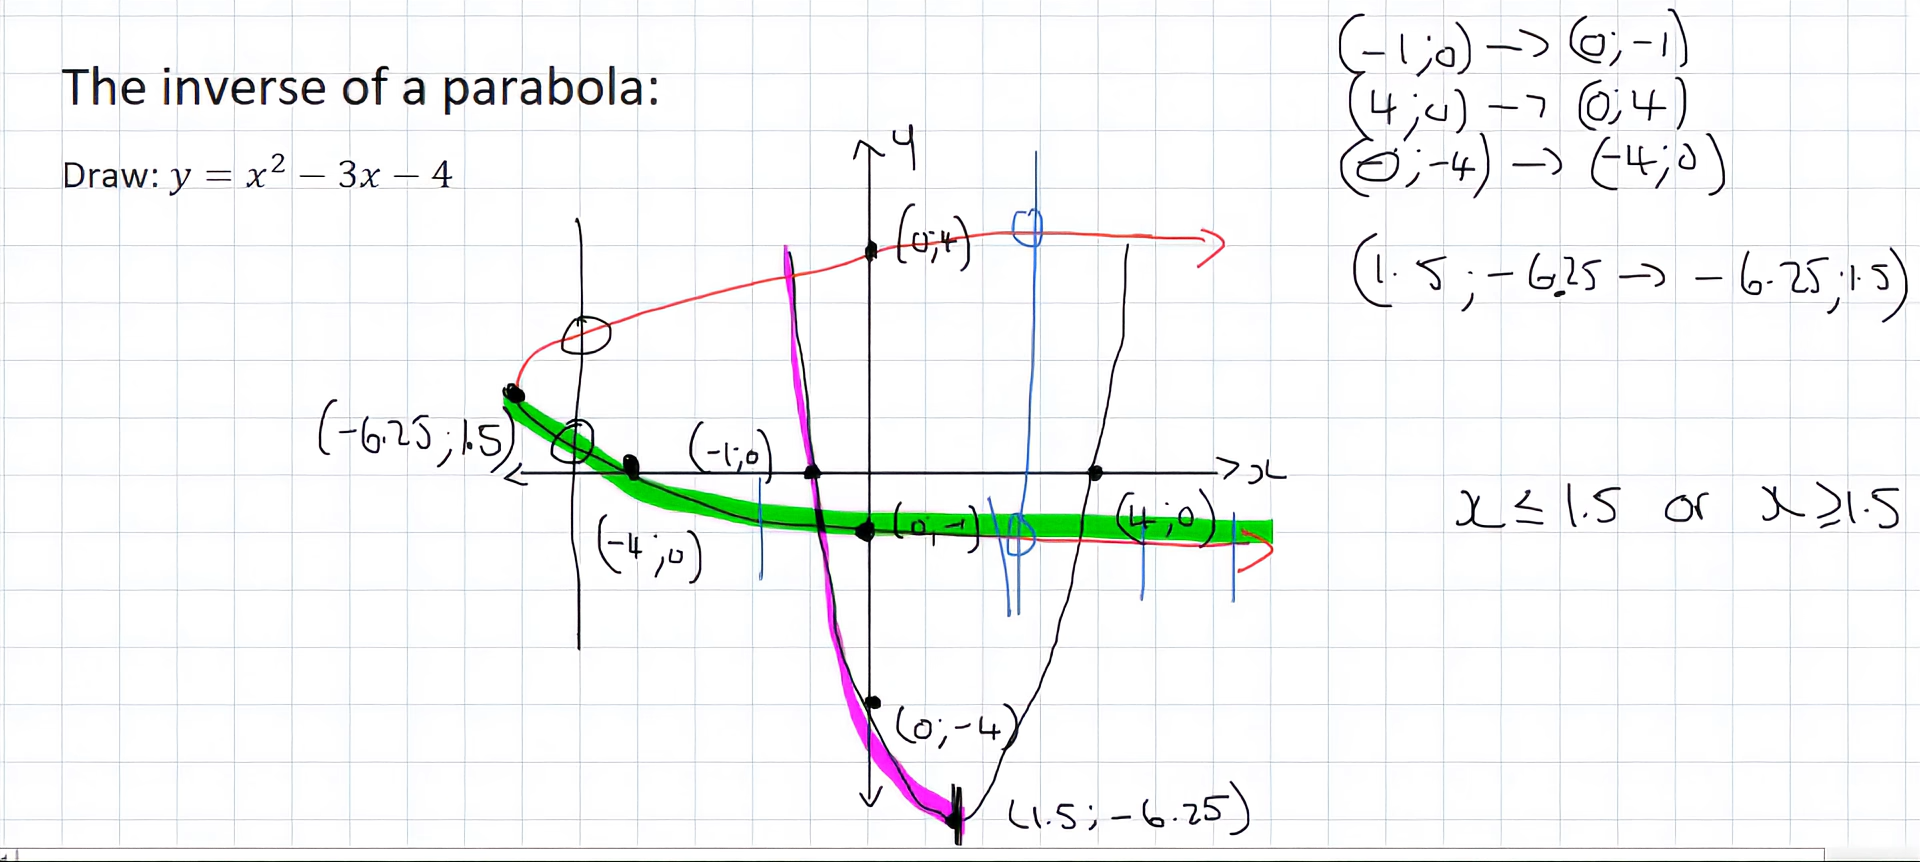 The inverse of a parabola:
Draw: y = x² − 3x − 4
(-1;0) -> (0;-1)
(4;0) -> (0;4)
(0;-4) -> (-4;0)
(1.5;-6.25 -> -6.25;1.5)
y
(0;4)
(-6.25;1.5)
(-1;0)
x
(-4;0)
(0;-1)
(4;0)
x ≤ 1.5 or x ≥ 1.5
(0;-4)
(1.5;-6.25)